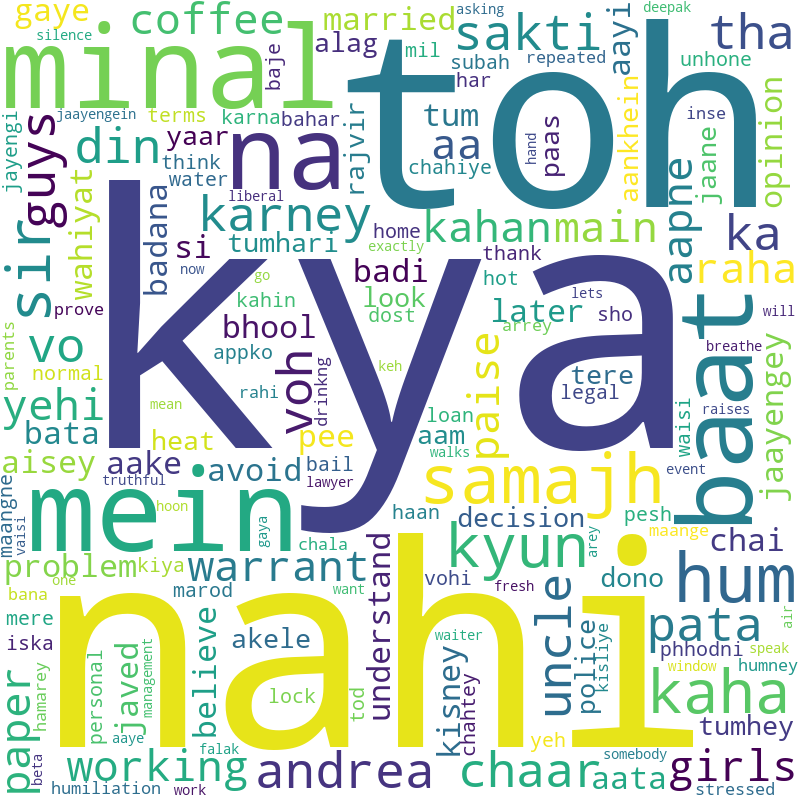 gaye coffee married asking deepak
silence alag mil sakti aayi unhone tha
minal baje subah har repeated
jaayenge terms karna bahar toh inse
jayengi guys din yaar na rajvir tum aa paas aankhein jaane opinion
think chahiye hand
water liberal
wahiyat karney kahan main aapne ka
sir badana si tumhari home exactly thank raha
now badi hot
prove kahin go look lets will
vo bhool dost later sho baat
parents normal appko kya arrey breathe
yehi mean rahi voh drinkng keh paise tere legal waisi raises jaayengey
bata heat pee loan
aisey aake avoid bail aam walks samajh event
maangne truthful lawyer
vaisi mein hoon gaya chala haan decision pesh maange chai
problem kiya warrant understand kyun arey
bana one marod want vohi fresh dono hum
mere nahi uncle police kisliye pata air
iska personal javed management believe akele waiter phhodni speak
paper hamarey lock tod kisney chahtey window humney
aaye kaha tumhey
beta working falak andrea yeh chaar aata somebody girls
humiliation work stressed